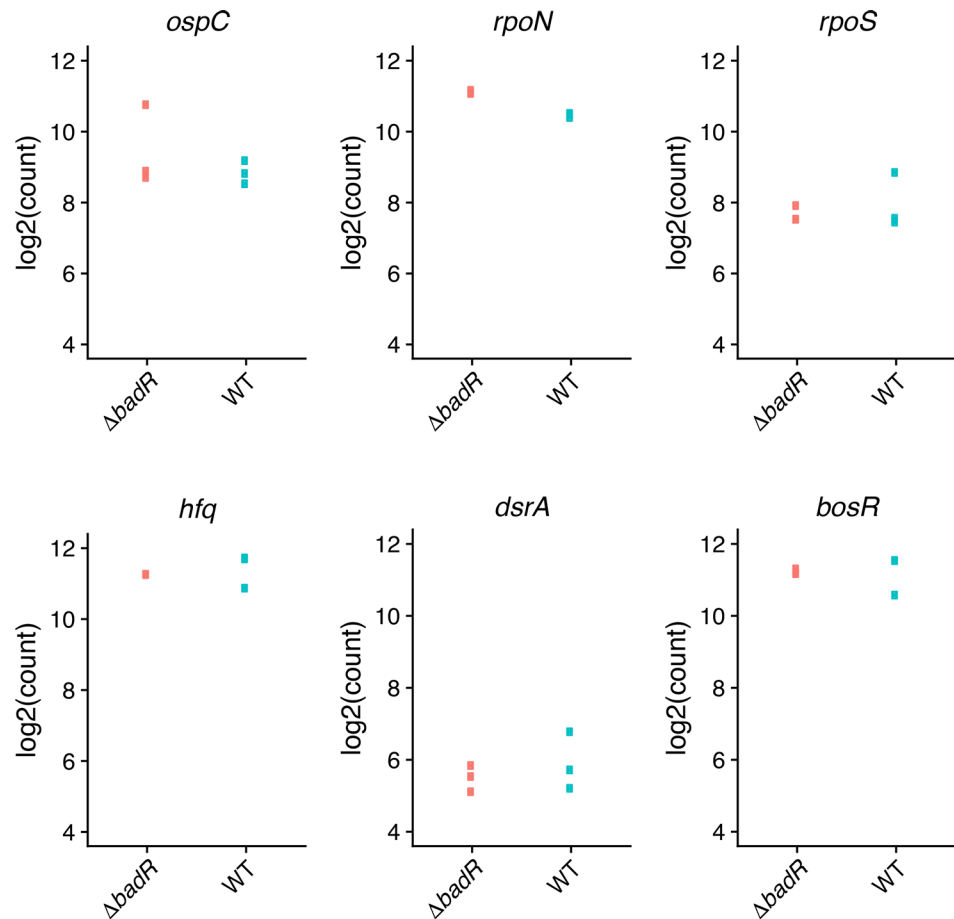 ospC
12
10
8
6
4
log2(count)
ΔbadR
WT
rpoN
12
10
8
6
4
log2(count)
ΔbadR
WT
rpoS
12
10
8
6
4
log2(count)
ΔbadR
WT
hfq
12
10
8
6
4
log2(count)
ΔbadR
WT
dsrA
12
10
8
6
4
log2(count)
ΔbadR
WT
bosR
12
10
8
6
4
log2(count)
ΔbadR
WT